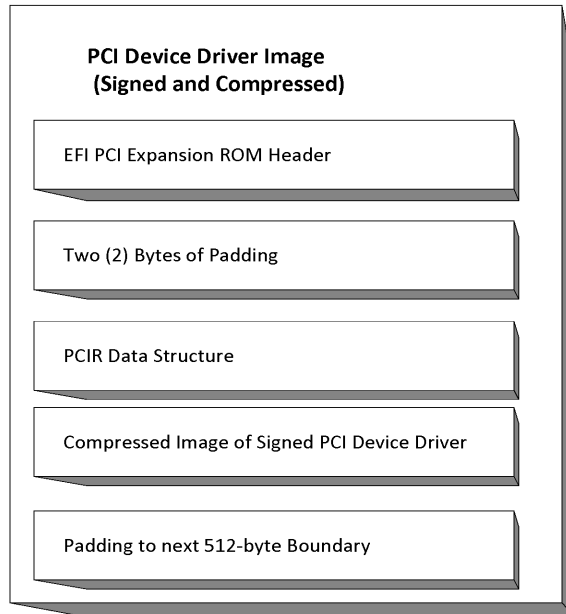 PCI Device Driver Image
(Signed and Compressed)
EFI PCI Expansion ROM Header
Two (2) Bytes of Padding
PCIR Data Structure
Compressed Image of Signed PCI Device Driver
Padding to next 512-byte Boundary